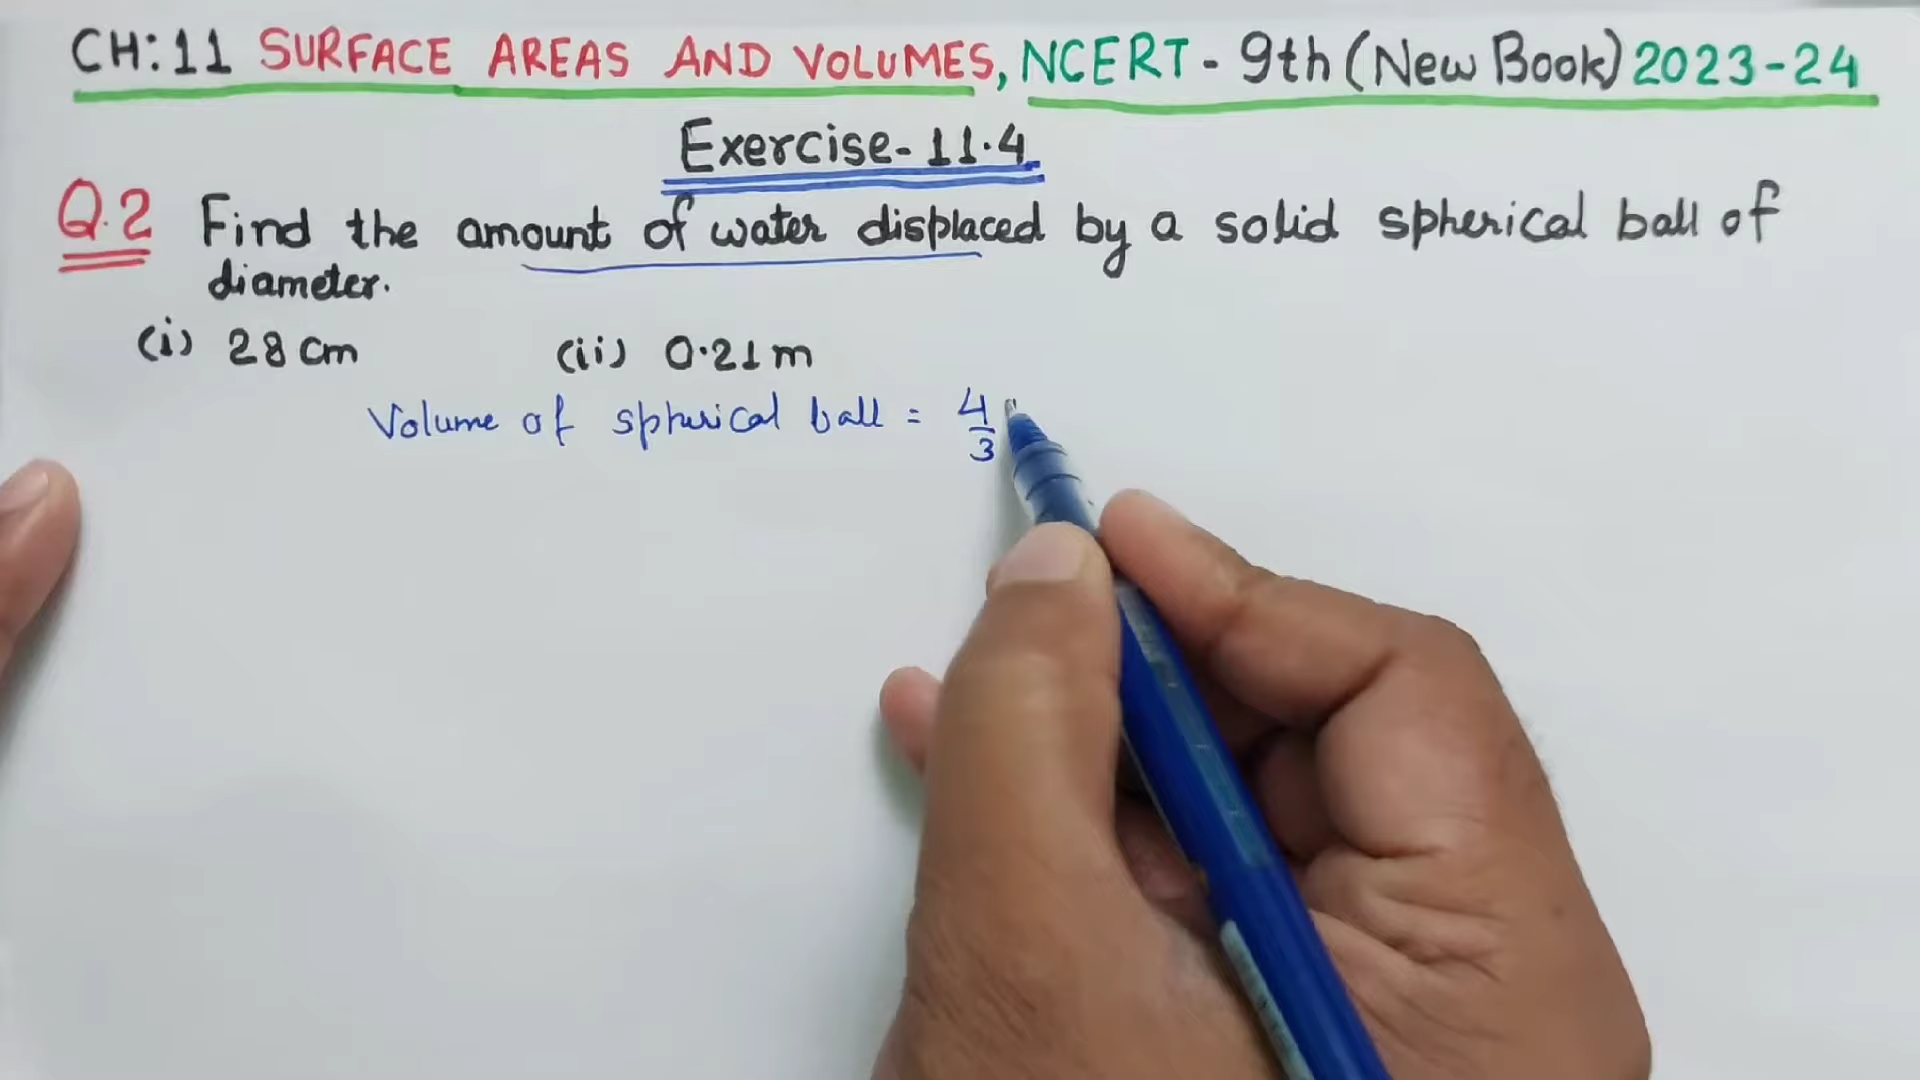 CH:11 SURFACE AREAS AND VOLUMES, NCERT - 9th (New Book) 2023-24
Exercise-11.4
Q.2 Find the amount of water displaced by a solid spherical ball of
diameter.
(i) 28 cm (ii) 0.21 m
Volume of spherical ball = 4/3